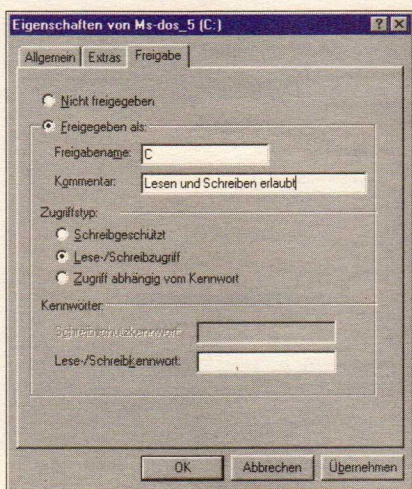 Eigenschaften von Ms-dos_5 (C:)
Allgemein Extras Freigabe
Nicht freigegeben
Freigegeben als:
Freigabename: C
Kommentar: Lesen und Schreiben erlaubt
Zugriffstyp:
Schreibgeschützt
Lese-/Schreibzugriff
Zugriff abhängig vom Kennwort
Kennwörter:
Schreibschutzkennwort:
Lese-/Schreibkennwort:
OK Abbrechen Übernehmen